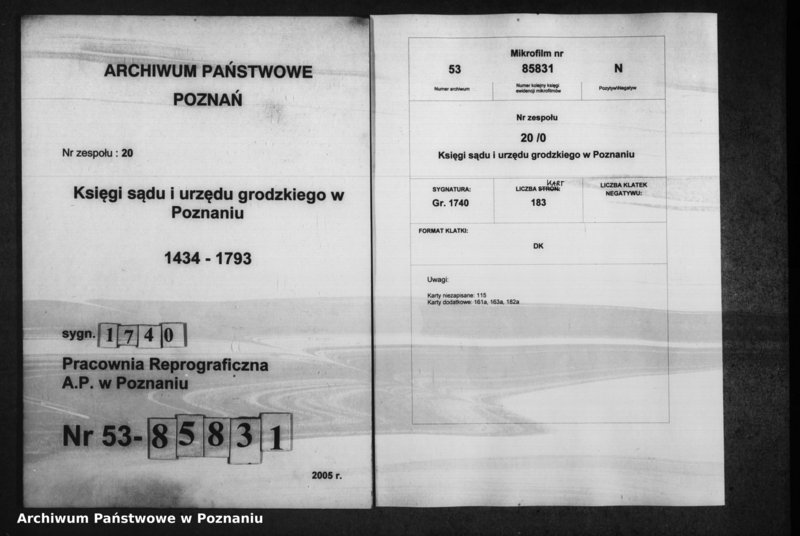 ARCHIWUM PAŃSTWOWE
POZNAŃ
Nr zespołu : 20
Księgi sądu i urzędu grodzkiego w
Poznaniu
1434 - 1793
sygn. 1740
Pracownia Reprograficzna
A.P. w Poznaniu
Nr 53-85831
2005 r.
Mikrofilm nr
53 85831 N
Numer archiwum
Numer kolejny księgi
ewidencji mikrofilmów
Pozytyw\Negatyw
Nr zespołu
20 /0
Księgi sądu i urzędu grodzkiego w Poznaniu
SYGNATURA:
Gr. 1740
KART
LICZBA STRON:
183
LICZBA KLATEK
NEGATYWU:
FORMAT KLATKI:
DK
Uwagi:
Karty niezapisane: 115
Karty dodatkowe: 161a, 163a, 182a
Archiwum Państwowe w Poznaniu